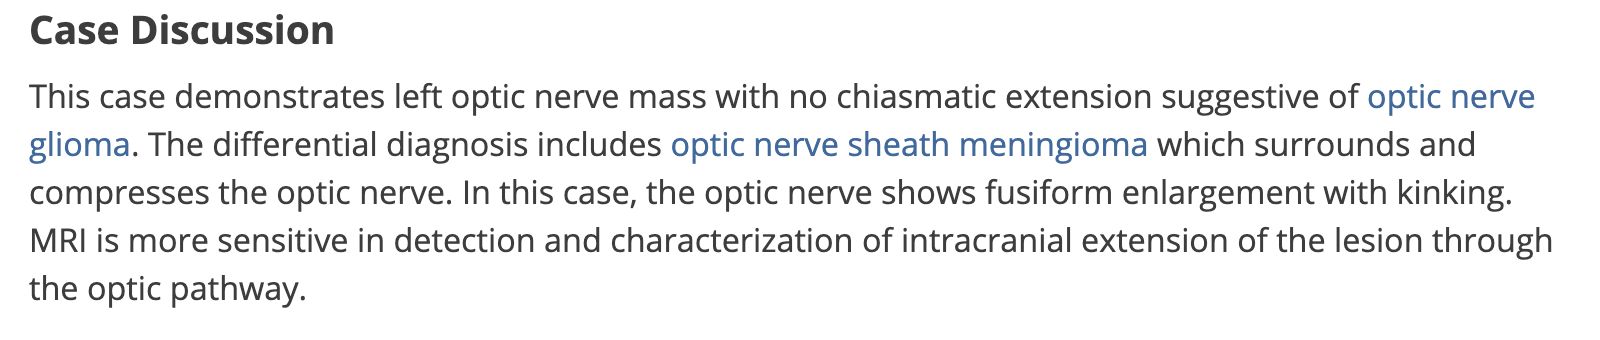 Case Discussion
This case demonstrates left optic nerve mass with no chiasmatic extension suggestive of optic nerve
glioma. The differential diagnosis includes optic nerve sheath meningioma which surrounds and
compresses the optic nerve. In this case, the optic nerve shows fusiform enlargement with kinking.
MRI is more sensitive in detection and characterization of intracranial extension of the lesion through
the optic pathway.